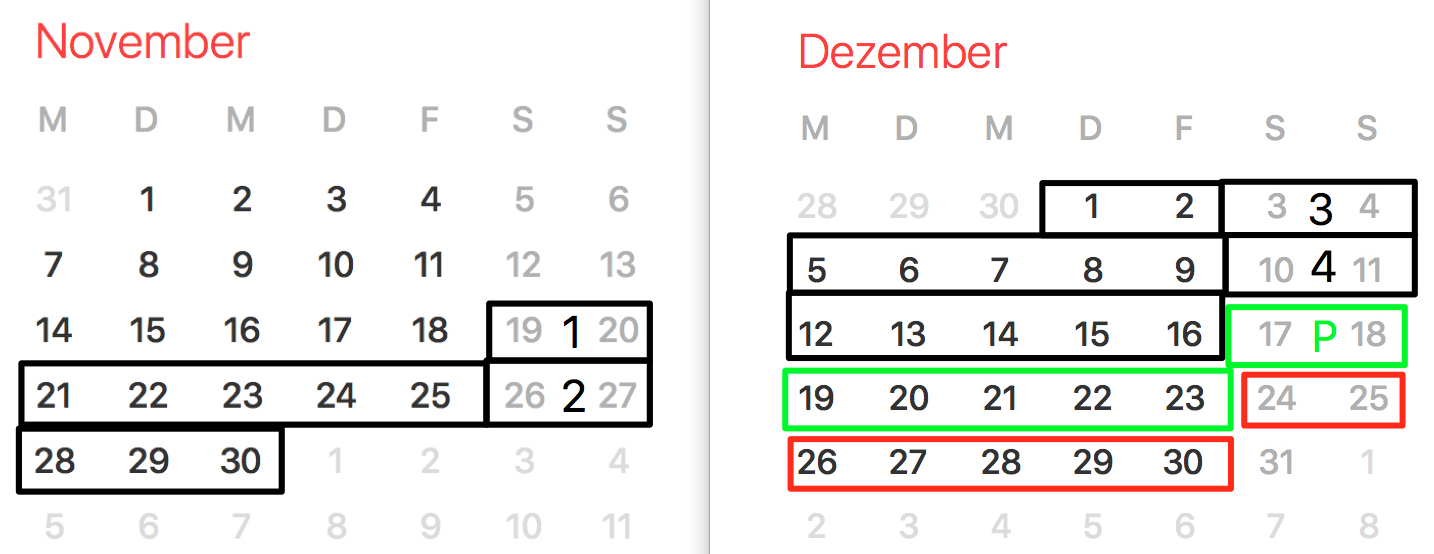 November
M D M D F S S
31 1 2 3 4 5 6
7 8 9 10 11 12 13
14 15 16 17 18 19 1 20
21 22 23 24 25 26 2 27
28 29 30 1 2 3 4
5 6 7 8 9 10 11
Dezember
M D M D F S S
28 29 30 1 2 3 3 4
5 6 7 8 9 10 4 11
12 13 14 15 16 17 P 18
19 20 21 22 23 24 25
26 27 28 29 30 31 1
2 3 4 5 6 7 8